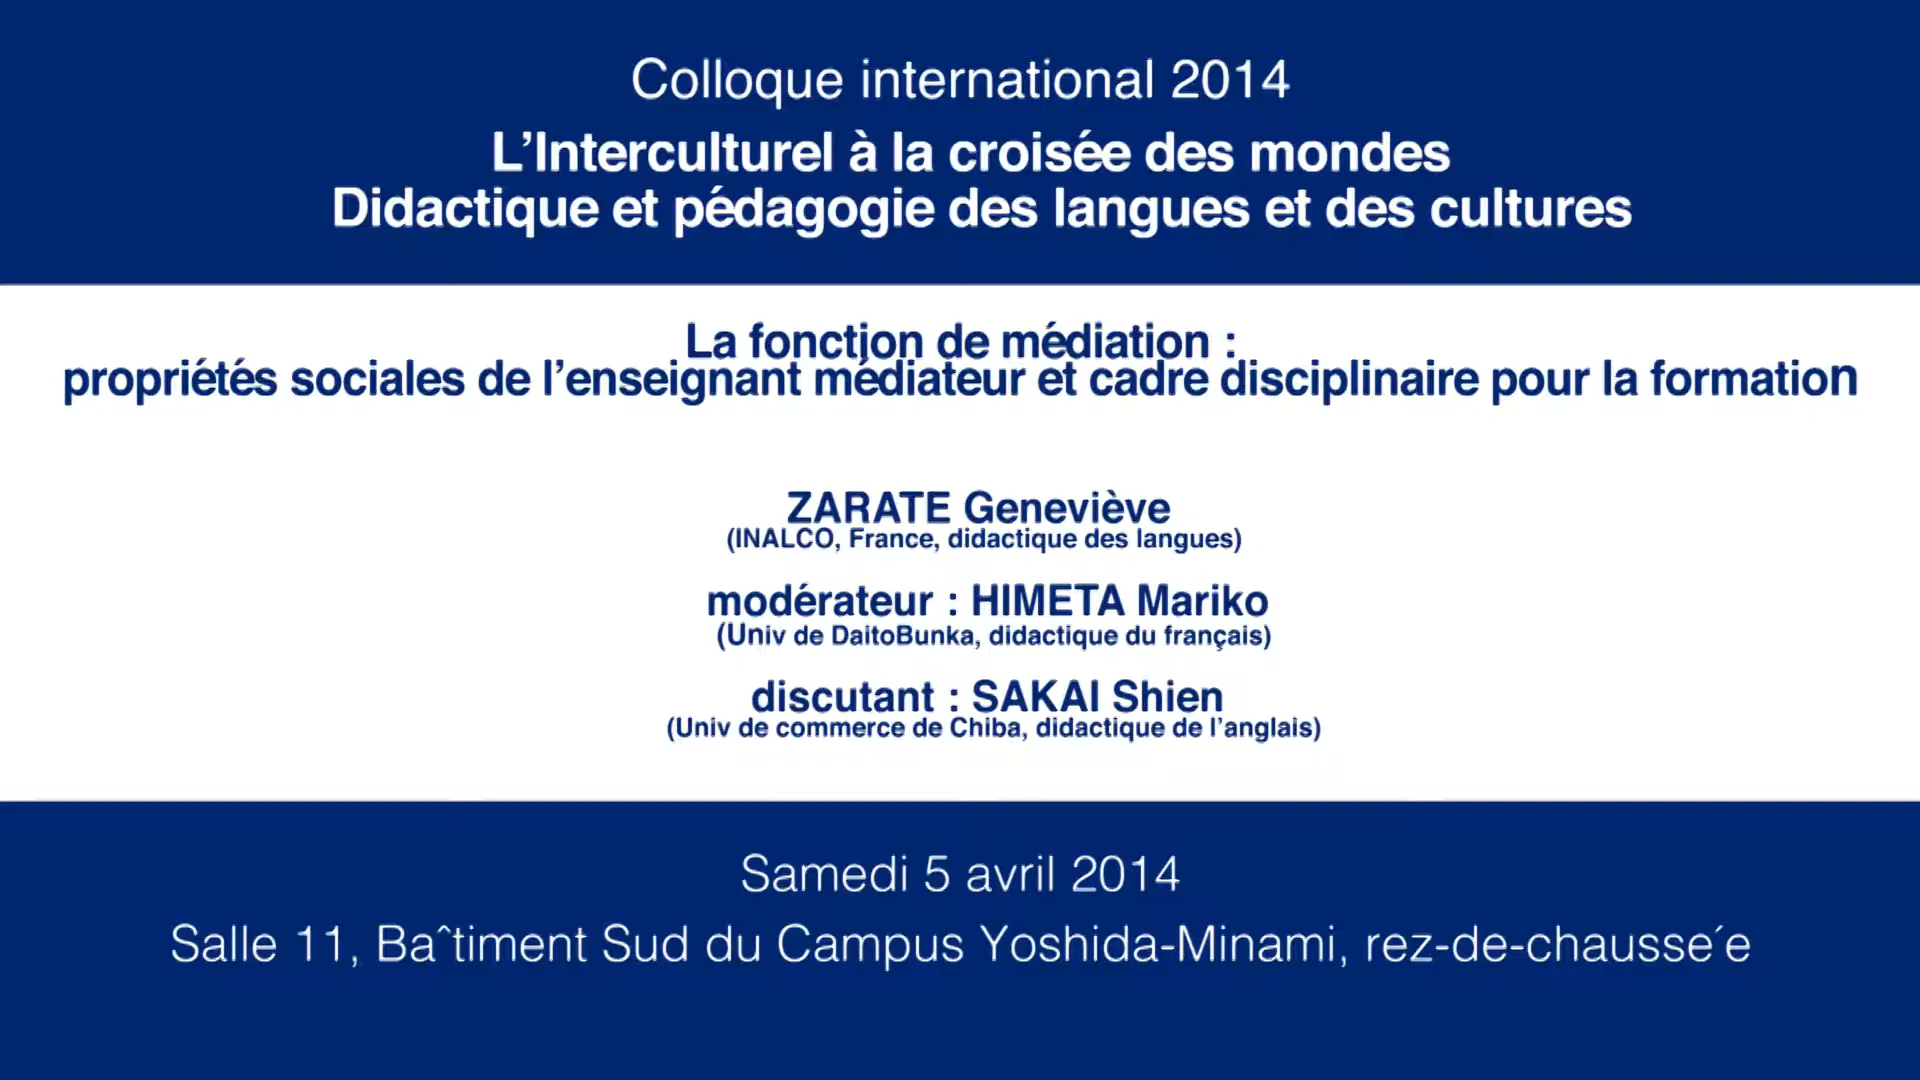 Colloque international 2014
L’Interculturel à la croisée des mondes
Didactique et pédagogie des langues et des cultures
La fonction de médiation :
propriétés sociales de l’enseignant médiateur et cadre disciplinaire pour la formation
ZARATE Geneviève
(INALCO, France, didactique des langues)
modérateur : HIMETA Mariko
(Univ de DaitoBunka, didactique du français)
discutant : SAKAI Shien
(Univ de commerce de Chiba, didactique de l’anglais)
Samedi 5 avril 2014
Salle 11, Baˆtiment Sud du Campus Yoshida-Minami, rez-de-chausse´e